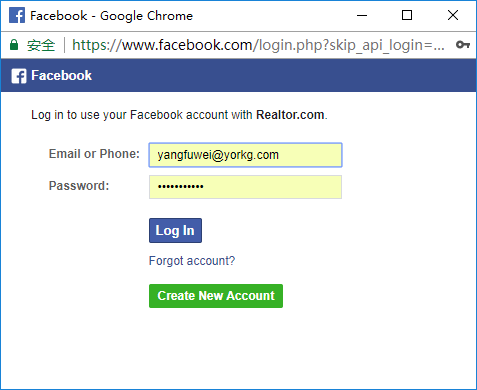 Facebook - Google Chrome
安全 https://www.facebook.com/login.php?skip_api_login=...
Facebook
Log in to use your Facebook account with Realtor.com.
Email or Phone: yangfuwei@yorkg.com
Password: •••••••••••
Log In
Forgot account?
Create New Account